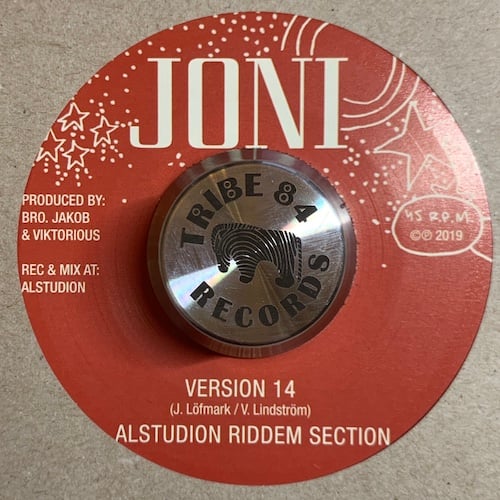 JONI
PRODUCED BY:
BRO. JAKOB
& VIKTORIOUS
REC & MIX AT:
ALSTUDION
TRIBE 84
RECORDS
45 R.P.M.
©℗ 2019
VERSION 14
(J. Löfmark / V. Lindström)
ALSTUDION RIDDEM SECTION